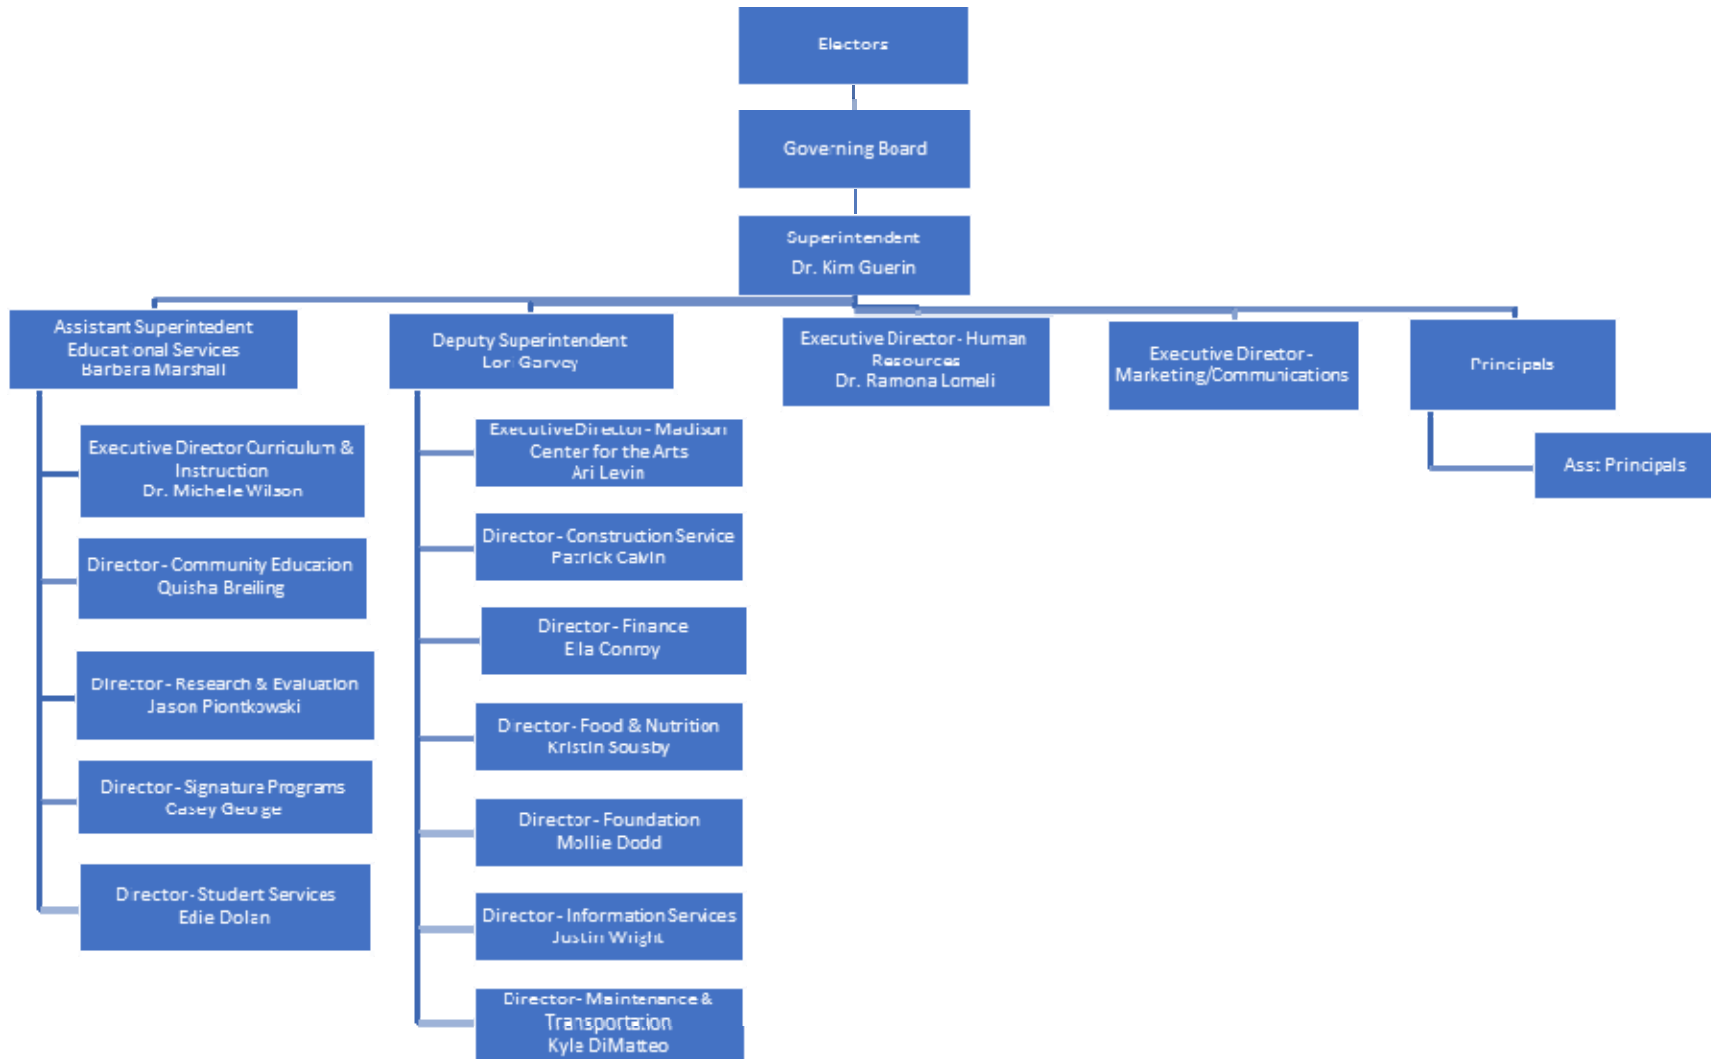 Electors
Governing Board
Superintendent
Dr. Kim Guerin
Assistant Superintedent
Educational Services
Barbara Marshall
Deputy Superintendent
Lori Garvey
Executive Director - Human
Resources
Dr. Ramona Lomeli
Executive Director -
Marketing/Communications
Principals
Asst Principals
Executive Director Curriculum &
Instruction
Dr. Michele Wilson
Director - Community Education
Quisha Breiling
Director - Research & Evaluation
Jason Piontkowski
Director - Signature Programs
Casey George
Director - Student Services
Edie Dolan
Executive Director - Madison
Center for the Arts
Ari Levin
Director - Construction Service
Patrick Calvin
Director - Finance
Ella Conroy
Director - Food & Nutrition
Kristin Soulsby
Director - Foundation
Mollie Dodd
Director - Information Services
Justin Wright
Director - Maintenance &
Transportation
Kyle DiMatteo